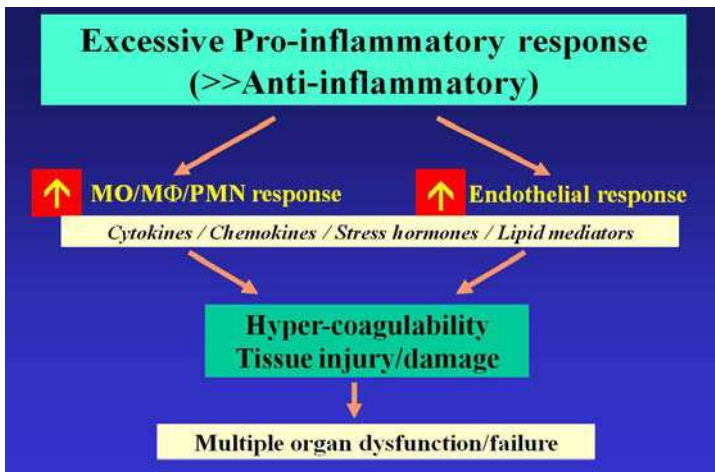 Excessive Pro-inflammatory response
(>>Anti-inflammatory)
↑ MO/MΦ/PMN response
↑ Endothelial response
Cytokines / Chemokines / Stress hormones / Lipid mediators
Hyper-coagulability
Tissue injury/damage
Multiple organ dysfunction/failure